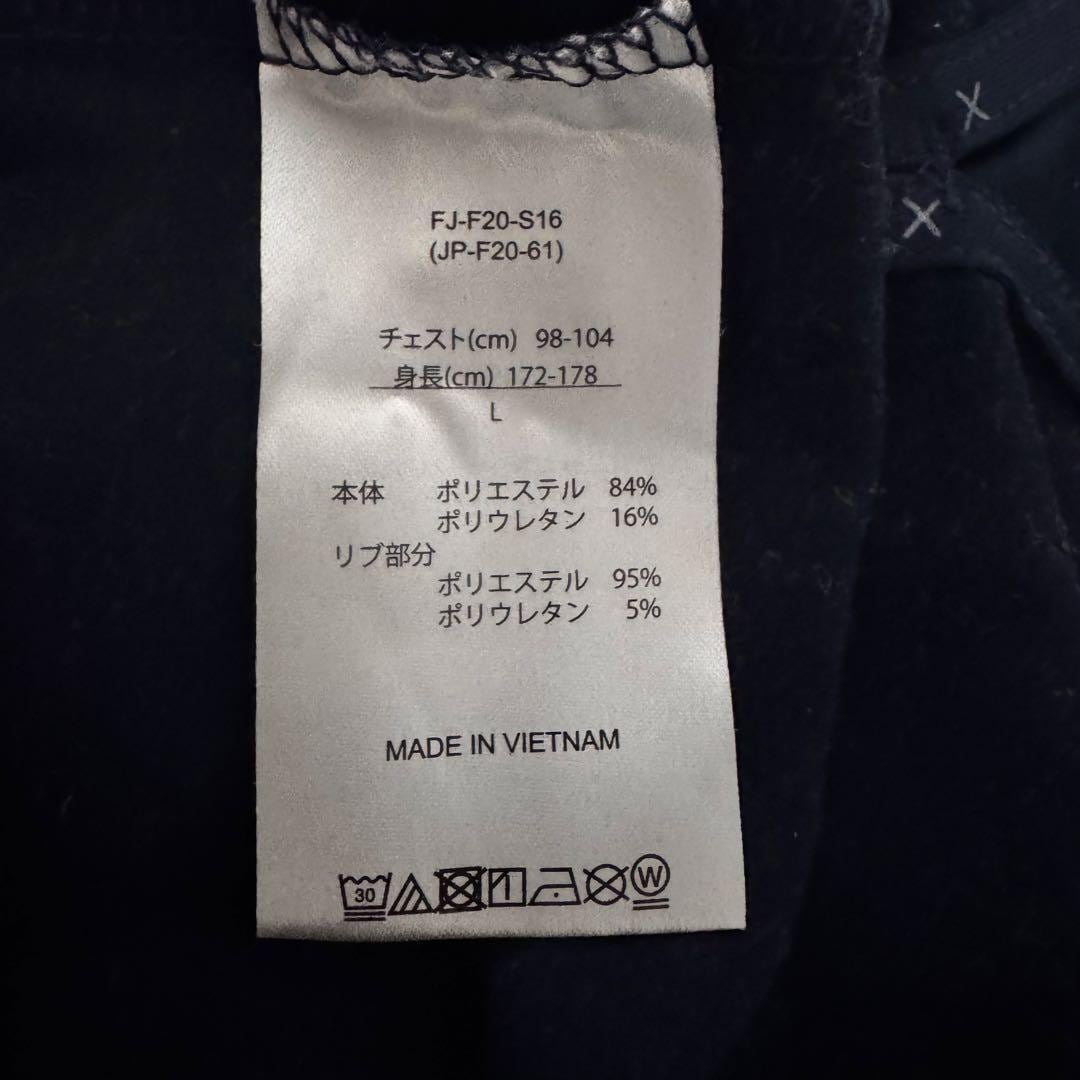 FJ-F20-S16
(JP-F20-61)
チェスト(cm) 98-104
身長(cm) 172-178
L
本体 ポリエステル 84%
ポリウレタン 16%
リブ部分
ポリエステル 95%
ポリウレタン 5%
MADE IN VIETNAM
30 W